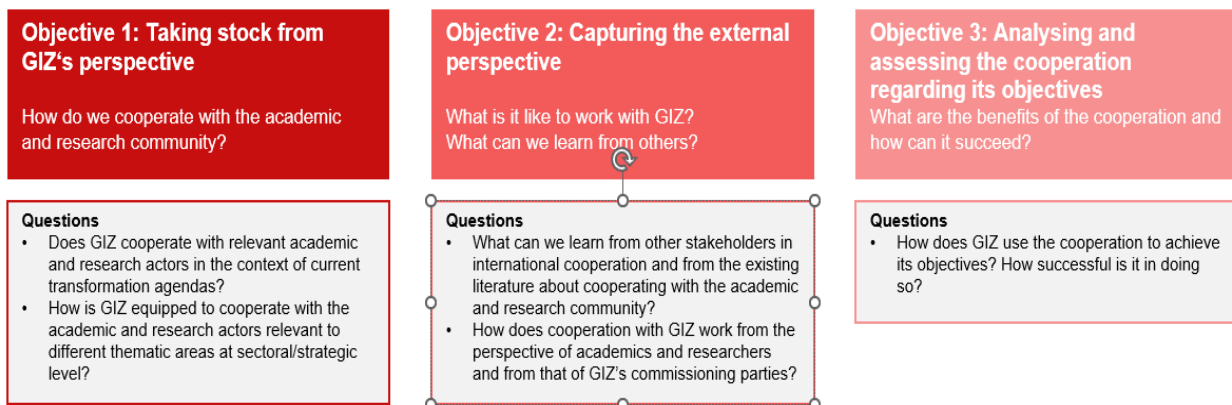 Objective 1: Taking stock from
GIZ‘s perspective
How do we cooperate with the academic
and research community?
Questions
• Does GIZ cooperate with relevant academic
and research actors in the context of current
transformation agendas?
• How is GIZ equipped to cooperate with the
academic and research actors relevant to
different thematic areas at sectoral/strategic
level?
Objective 2: Capturing the external
perspective
What is it like to work with GIZ?
What can we learn from others?
Questions
• What can we learn from other stakeholders in
international cooperation and from the existing
literature about cooperating with the academic
and research community?
• How does cooperation with GIZ work from the
perspective of academics and researchers
and from that of GIZ’s commissioning parties?
Objective 3: Analysing and
assessing the cooperation
regarding its objectives
What are the benefits of the cooperation and
how can it succeed?
Questions
• How does GIZ use the cooperation to achieve
its objectives? How successful is it in doing
so?